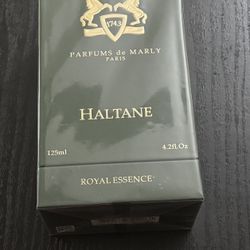 1743
PARFUMS de MARLY
PARIS
HALTANE
125ml 4.2fl.Oz
ROYAL ESSENCE